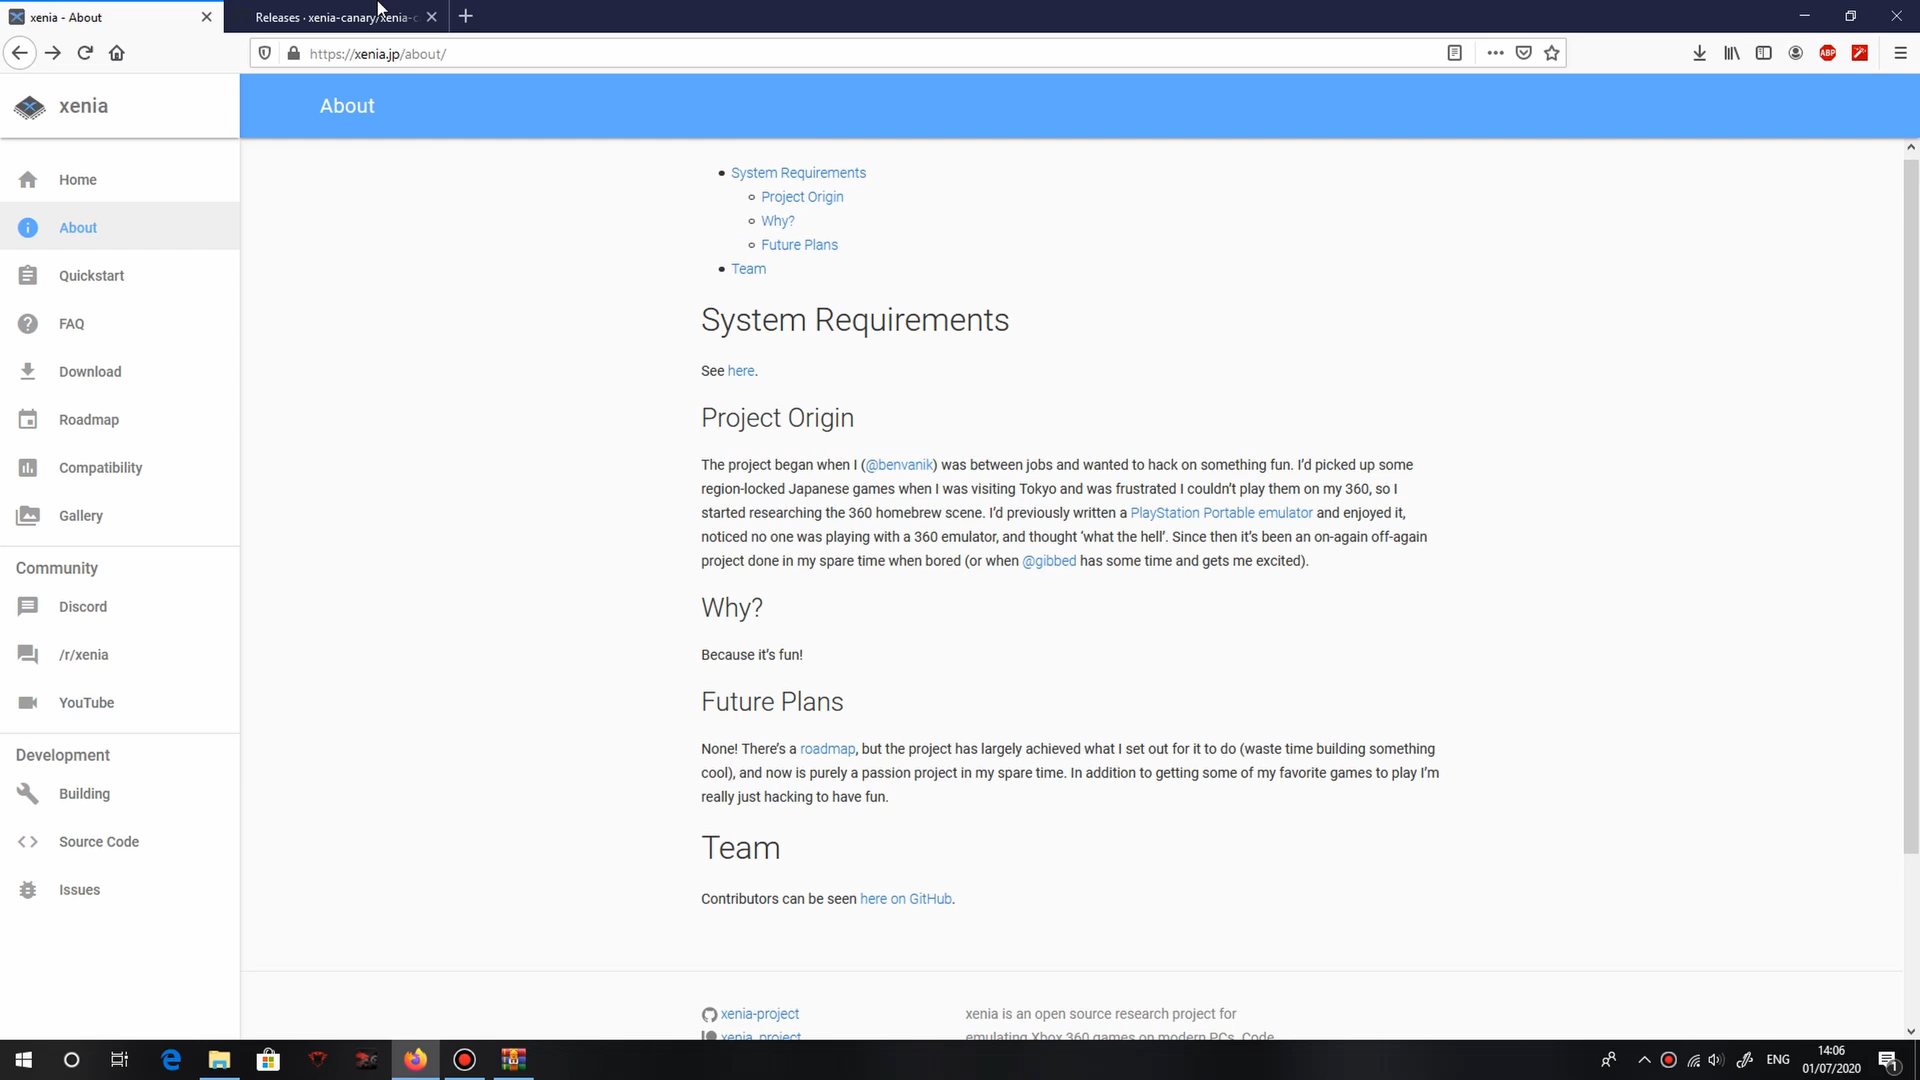 xenia - About
Releases · xenia-canary/xenia-c
https://xenia.jp/about/
ABP
xenia
About
Home
About
Quickstart
FAQ
Download
Roadmap
Compatibility
Gallery
Community
Discord
/r/xenia
YouTube
Development
Building
Source Code
Issues
System Requirements
Project Origin
Why?
Future Plans
Team
System Requirements
See here.
Project Origin
The project began when I (@benvanik) was between jobs and wanted to hack on something fun. I’d picked up some
region-locked Japanese games when I was visiting Tokyo and was frustrated I couldn’t play them on my 360, so I
started researching the 360 homebrew scene. I’d previously written a PlayStation Portable emulator and enjoyed it,
noticed no one was playing with a 360 emulator, and thought ‘what the hell’. Since then it’s been an on-again off-again
project done in my spare time when bored (or when @gibbed has some time and gets me excited).
Why?
Because it’s fun!
Future Plans
None! There’s a roadmap, but the project has largely achieved what I set out for it to do (waste time building something
cool), and now is purely a passion project in my spare time. In addition to getting some of my favorite games to play I’m
really just hacking to have fun.
Team
Contributors can be seen here on GitHub.
xenia-project
xenia is an open source research project for
xenia_project
emulating Xbox 360 games on modern PCs. Code
ENG
14:06
01/07/2020
1